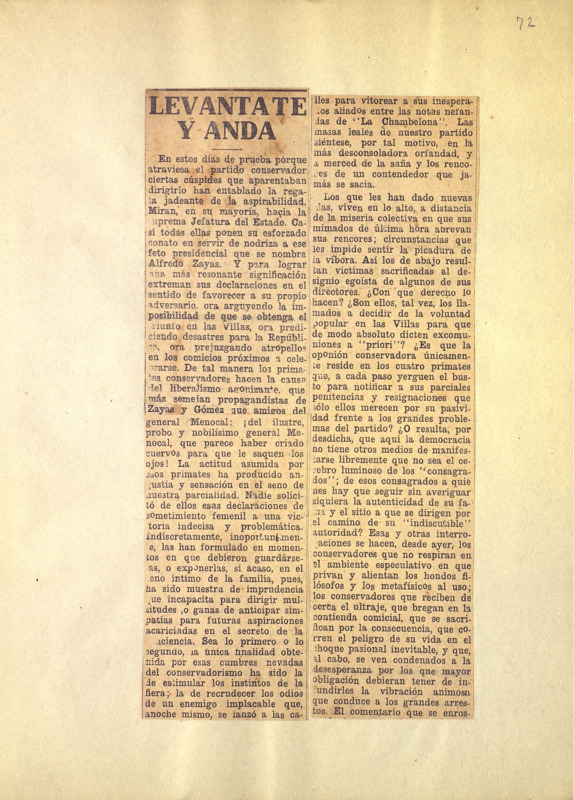 72
LEVANTATE
Y ANDA
En estos días de prueba porque
atraviesa el partido conservador
ciertas cúspides que aparentaban
dirigirlo han entablado la rega-
ta jadeante de la aspirabilidad.
Miran, en su mayoría, hacia la
uprema Jefatura del Estado. Ca-
si todas ellas ponen su esforzado
conato en servir de nodriza a ese
feto presidencial que se nombra
Alfredo Zayas. Y para lograr
una más resonante significación
extreman sus declaraciones en el
sentido de favorecer a su propio
adversario, ora arguyendo la im-
posibilidad de que se obtenga el
triunfo en las Villas, ora predi-
ciendo desastres para la Repúbli-
ca, ora prejuzgando atropellos
en los comicios próximos a cele-
brarse. De tal manera los prima-
tes conservadores hacen la causa
del liberalismo agonizante, que
más semeian propagandistas de
Zayas y Gómez que amigos del
general Menocal: ¡del ilustre,
probo y nobilísimo general Me-
nocal, que parece haber criado
cuervos para que le saquen los
ojos! La actitud asumida por
esos primates ha producido an-
gustia y sensación en el seno de
nuestra parcialidad. Nadie solici-
tó de ellos esas declaraciones de
sometimiento femenil a una vic-
toria indecisa y problemática.
Indiscretamente, inoportunamen-
e, las han formulado en momen-
tos en que debieron guardárse-
as, o exponerlas, si acaso, en el
eno íntimo de la familia, pues,
ha sido muestra de imprudencia
que incapacita para dirigir mul-
titudes o ganas de anticipar sim-
patías para futuras aspiraciones
acariciadas en el secreto de la
ciencia. Sea lo primero o lo
segundo, la única finalidad obte-
nida por esas cumbres nevadas
del conservadorismo ha sido la
de estimular los instintos de la
fiera; la de recrudecer los odios
de un enemigo implacable que,
anoche mismo, se lanzó a las ca-
lles para vitorear a sus inespera-
los aliados entre las notas nefan-
das de "La Chambelona". Las
masas leales de nuestro partido
siéntese, por tal motivo, en la
más desconsoladora orfandad, y
a merced de la saña y los renco-
res de un contendedor que ja-
más se sacia.
Los que les han dado nuevas
las, viven en lo alto, a distancia
de la miseria colectiva en que sus
mimados de última hora abrevan
sus rencores; circunstancias que
les impide sentir la picadura de
la víbora. Así los de abajo resul-
tan víctimas sacrificadas al de-
signio egoísta de algunos de sus
directores. ¿Con que derecho lo
hacen? ¿Son ellos, tal vez, los lla-
mados a decidir de la voluntad
popular en las Villas para que
de modo absoluto dicten excomu-
niones a "priori"? ¿Es que la
oponión conservadora únicamen-
te reside en los cuatro primates
que, a cada paso yerguen el bus-
to para notificar a sus parciales
penitencias y resignaciones que
sólo ellos merecen por su pasivi-
dad frente a los grandes proble-
mas del partido? ¿O resulta, por
desdicha, que aquí la democracia
no tiene otros medios de manifes-
tarse libremente que no sea el ce-
rebro luminoso de los "consagra-
dos"; de esos consagrados a quie-
nes hay que seguir sin averiguar
siquiera la autenticidad de su fa-
ma y el sitio a que se dirigen por
el camino de su "indiscutible"
autoridad? Esas y otras interro-
gaciones se hacen, desde ayer, los
conservadores que no respiran en
el ambiente especulativo en que
privan y alientan los hondos fi-
lósofos y los metafísicos al uso;
los conservadores que reciben de
cerca el ultraje, que bregan en la
contienda comicial, que se sacri-
fican por la consecuencia, que co-
rren el peligro de su vida en el
choque pasional inevitable, y que,
al cabo, se ven condenados a la
desesperanza por los que mayor
obligación debieran tener de in-
fundirles la vibración animosa
que conduce a los grandes arres-
tos. El comentario que se enros-